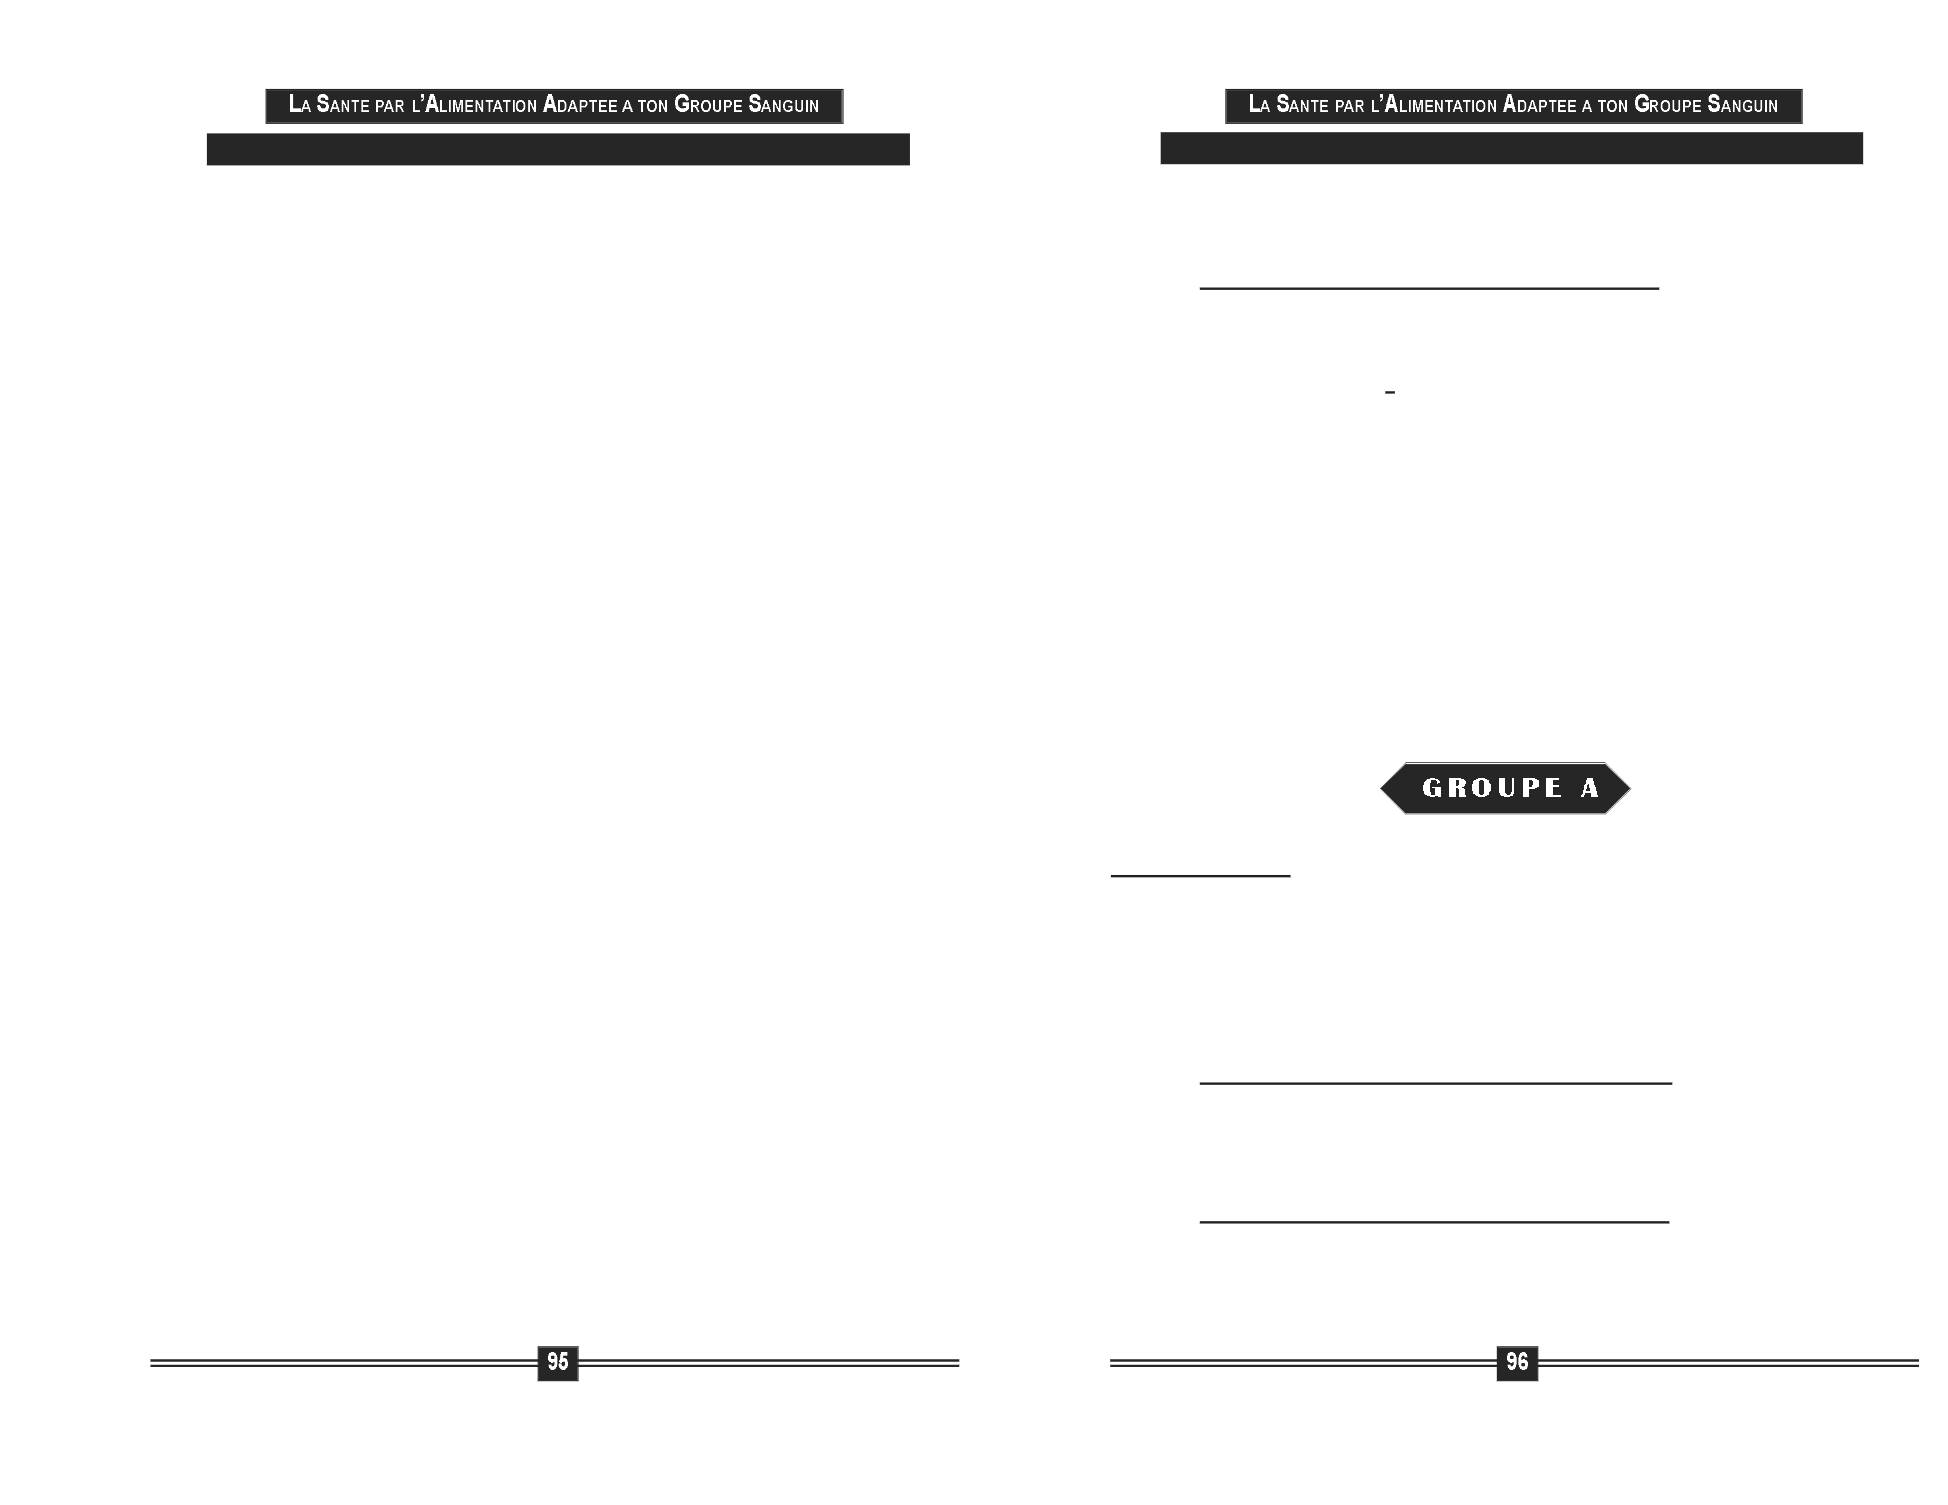 LA SANTE PAR L’ALIMENTATION ADAPTEE A TON GROUPE SANGUIN
95
LA SANTE PAR L’ALIMENTATION ADAPTEE A TON GROUPE SANGUIN
GROUPE A
96